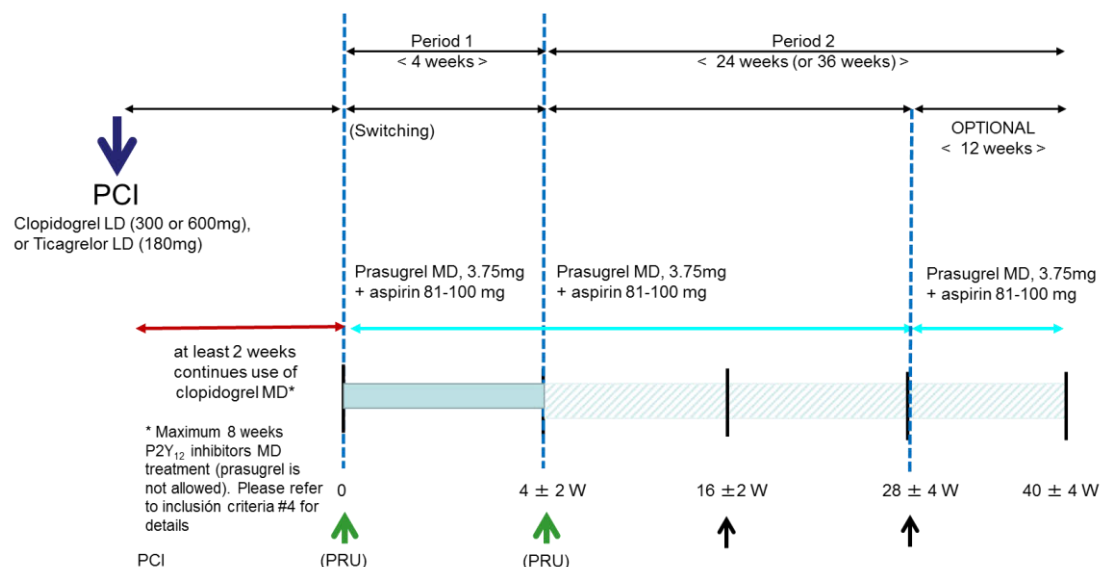 Period 1
< 4 weeks >
Period 2
< 24 weeks (or 36 weeks) >
(Switching)
OPTIONAL
< 12 weeks >
PCI
Clopidogrel LD (300 or 600mg),
or Ticagrelor LD (180mg)
Prasugrel MD, 3.75mg
+ aspirin 81-100 mg
Prasugrel MD, 3.75mg
+ aspirin 81-100 mg
Prasugrel MD, 3.75mg
+ aspirin 81-100 mg
at least 2 weeks
continues use of
clopidogrel MD*
* Maximum 8 weeks
P2Y12 inhibitors MD
treatment (prasugrel is
not allowed). Please refer
to inclusión criteria #4 for
details
0
4 ± 2 W
16 ±2 W
28 ± 4 W
40 ± 4 W
PCI
(PRU)
(PRU)